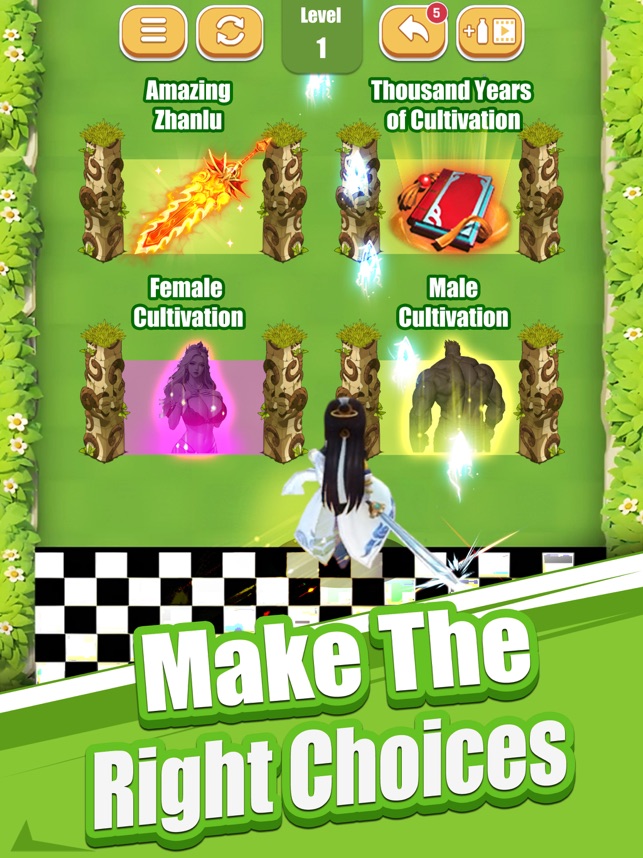 Level
1
5
Amazing
Zhanlu
Thousand Years
of Cultivation
Female
Cultivation
Male
Cultivation
Make The
Right Choices